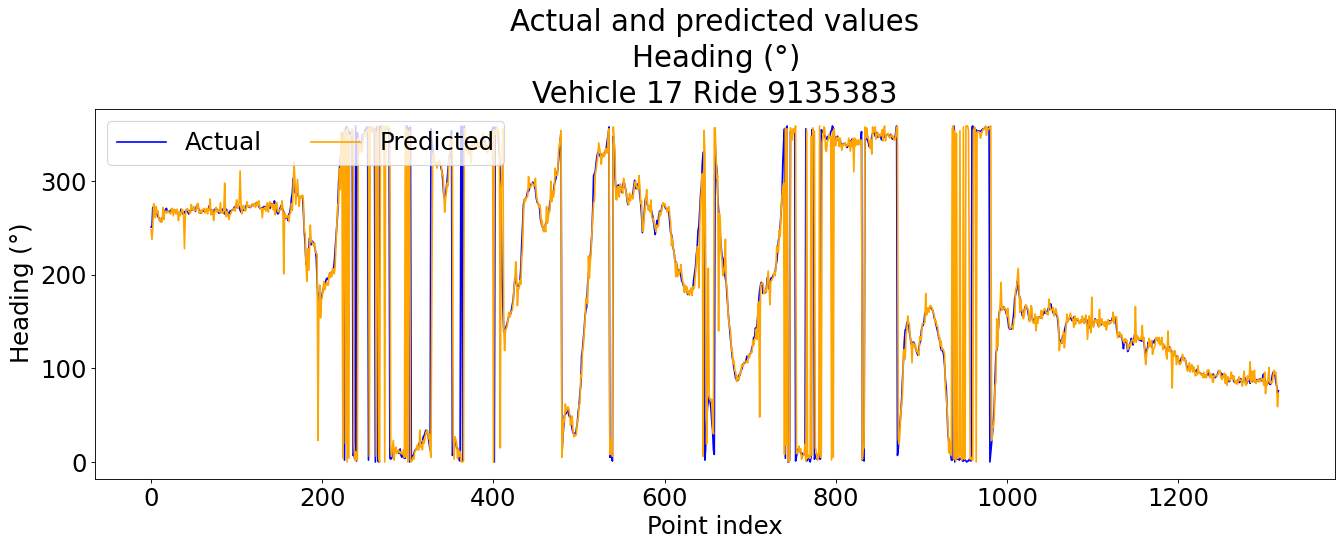 Actual and predicted values
Heading (°)
Vehicle 17 Ride 9135383
Actual Predicted
Heading (°)
300
200
100
0
0 200 400 600 800 1000 1200
Point index